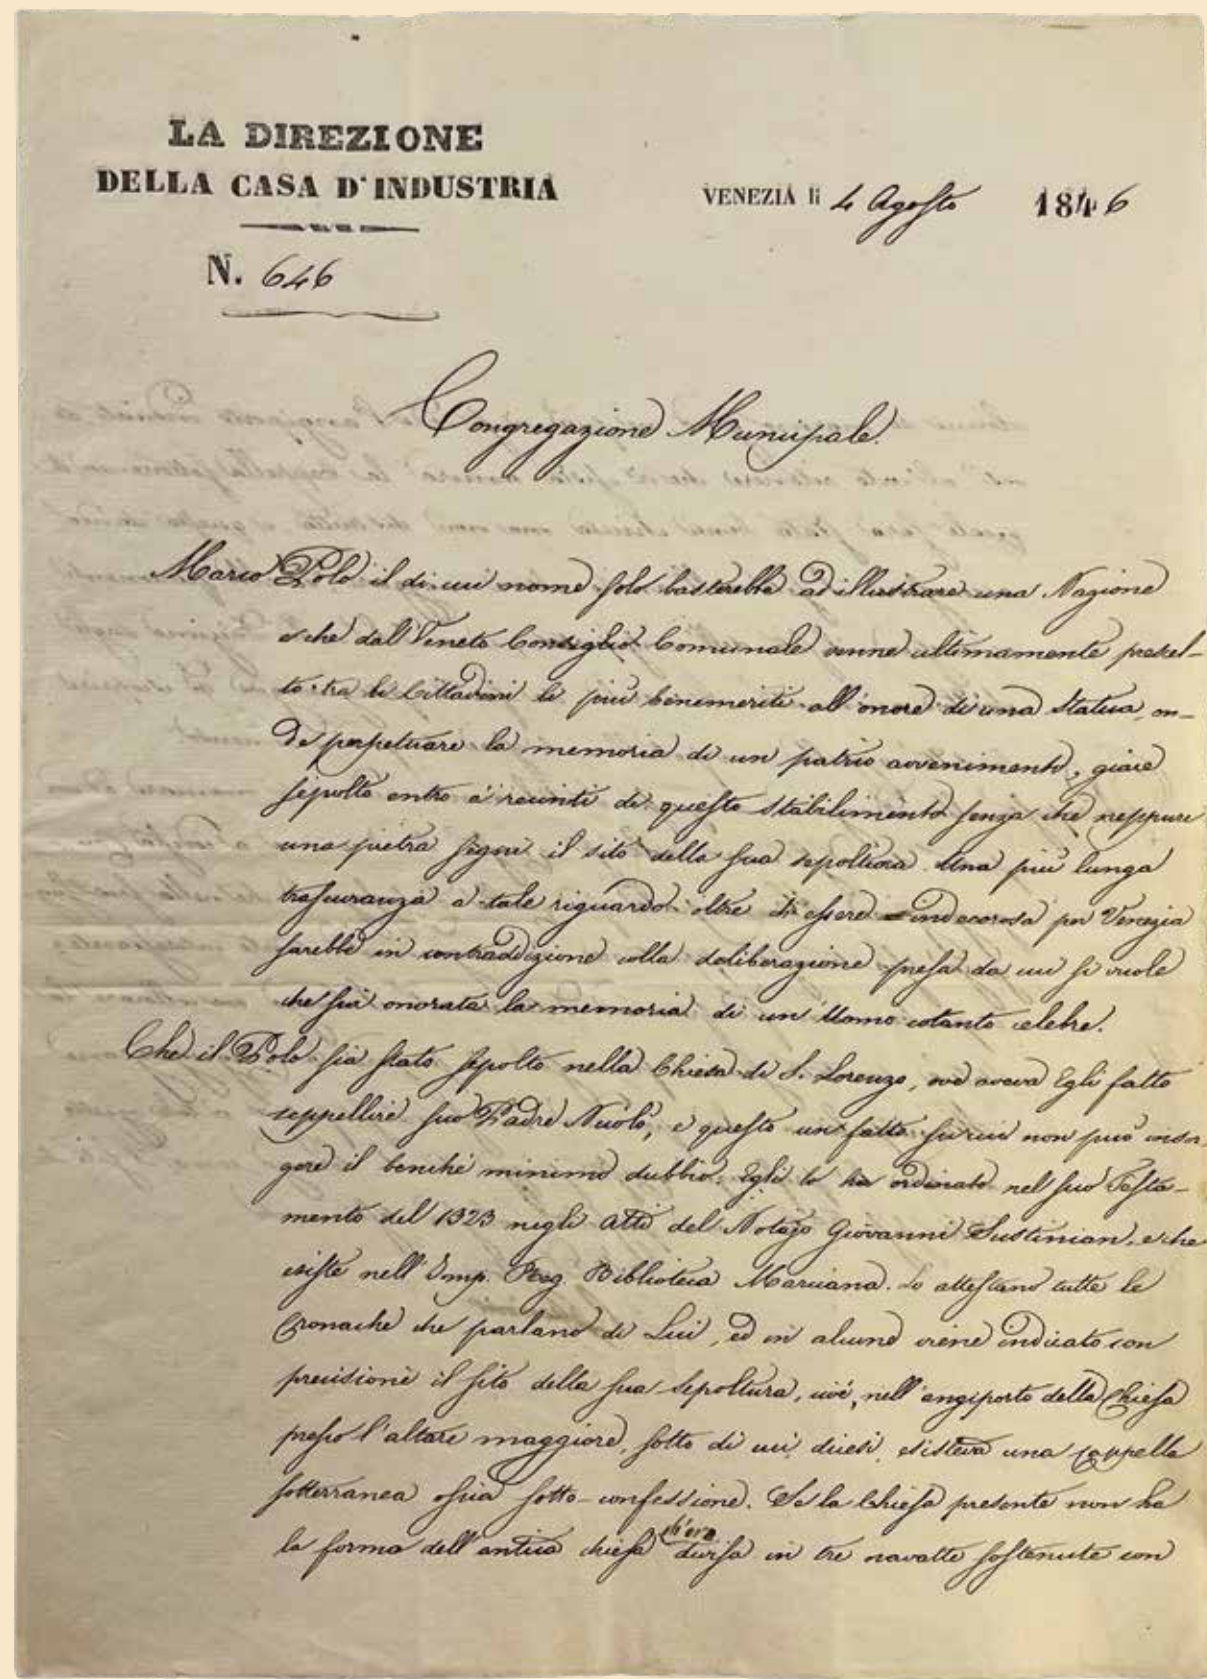 LA DIREZIONE
DELLA CASA D'INDUSTRIA
VENEZIA li 4 Agosto 1846
N. 646
Congregazione Municipale.
Marco Polo il di cui nome solo basterebbe ad illustrare una Nazione
e che dal Veneto Consiglio Comunale venne ultimamente prescel-
to tra li Cittadini li più benemeriti all'onore di una Statua, on-
de perpetuare la memoria di un patrio avvenimento, giace
sepolto entro a' recinti di questo Stabilimento senza che neppure
una pietra segni il sito della sua sepoltura. Una più lunga
trascuranza a tale riguardo oltre di essere indecorosa per Venezia
sarebbe in contraddizione colla deliberazione presa da cui si vuole
che sia onorata la memoria di un Uomo cotanto celebre.
Che il Polo sia stato sepolto nella Chiesa di S. Lorenzo, ove aveva Egli fatto
seppellire suo Padre Nicolò, è questo un fatto su cui non può insor-
gere il benchè minimo dubbio. Egli lo ha ordinato nel suo Testa-
mento del 1323 negli Atti del Notajo Giovanni Giustinian, e che
esiste nell'Imp. Reg. Biblioteca Marciana. Lo attestano tutte le
Cronache che parlano di Lui, ed in alcune viene indicato con
precisione il sito della sua sepoltura, cioè, nell'angiporto della Chiesa
presso l'altare maggiore, sotto di cui, dicesi, esisteva una cappella
sotterranea ossia sotto-confessione. Se la Chiesa presente non ha
la forma dell'antica chiesa ch'era divisa in tre navatte sostenute con